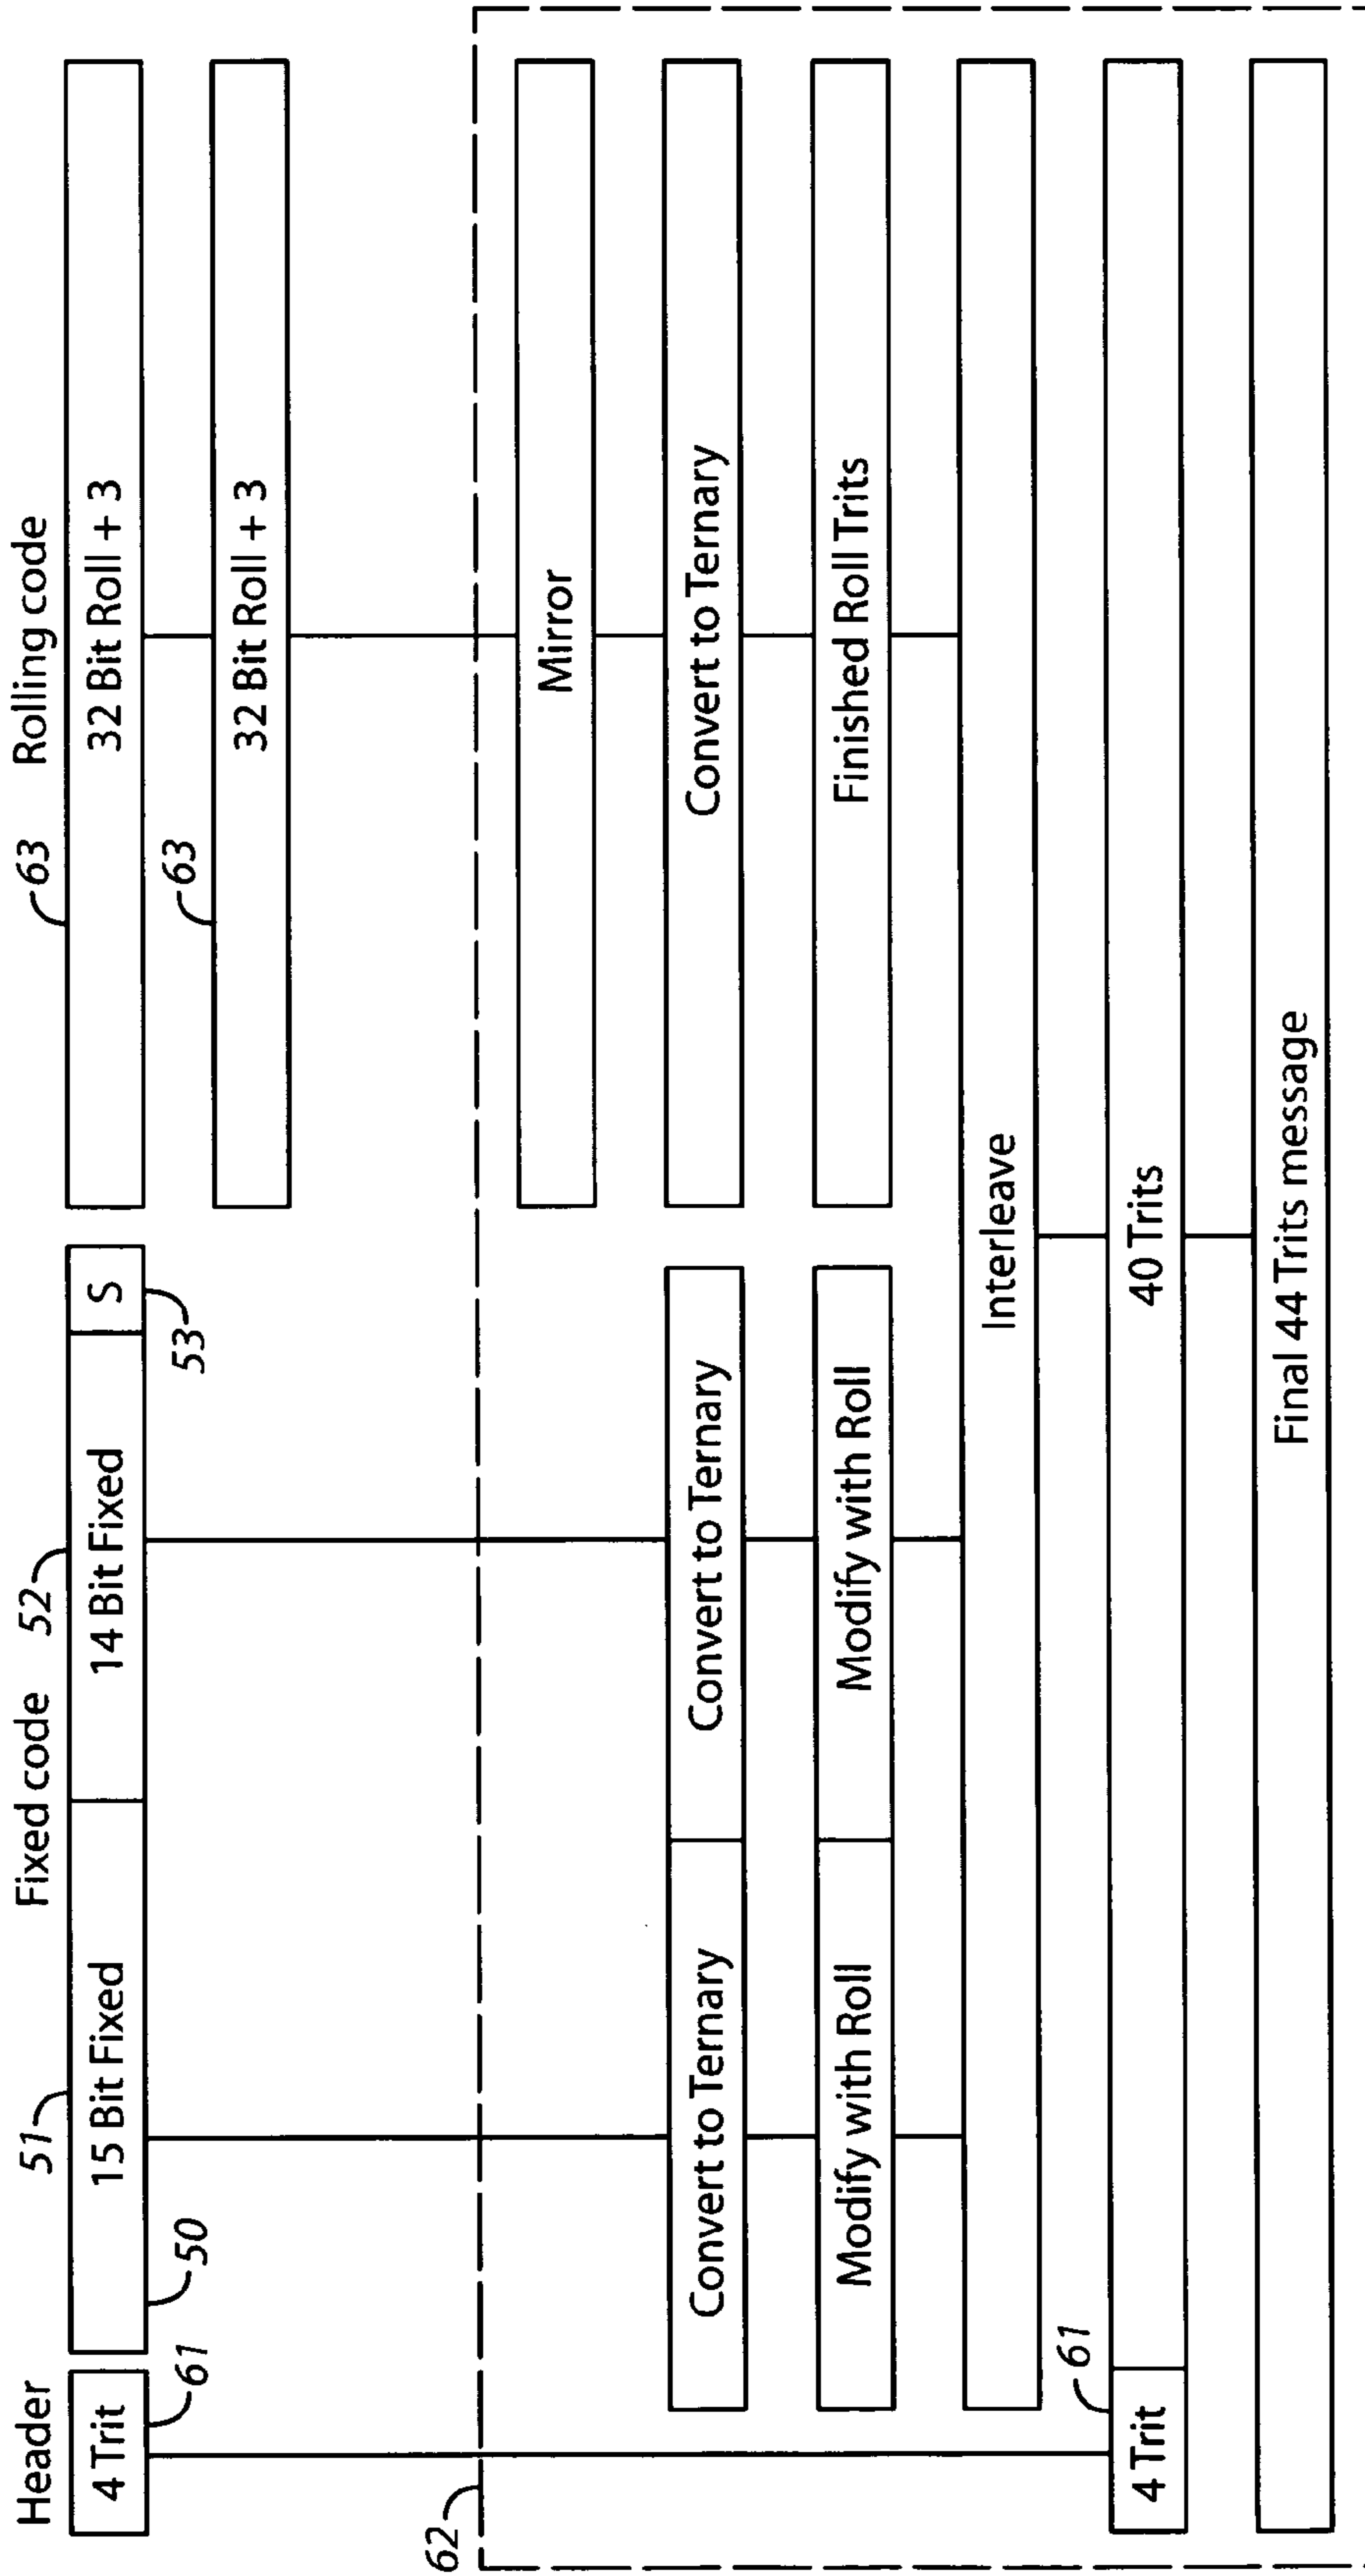 Header
Fixed code
Rolling code
61
50
51
52
53
63
4 Trit
15 Bit Fixed
14 Bit Fixed
S
32 Bit Roll + 3
63
32 Bit Roll + 3
62
Mirror
Convert to Ternary
Convert to Ternary
Convert to Ternary
Modify with Roll
Modify with Roll
Finished Roll Trits
Interleave
61
4 Trit
40 Trits
Final 44 Trits message